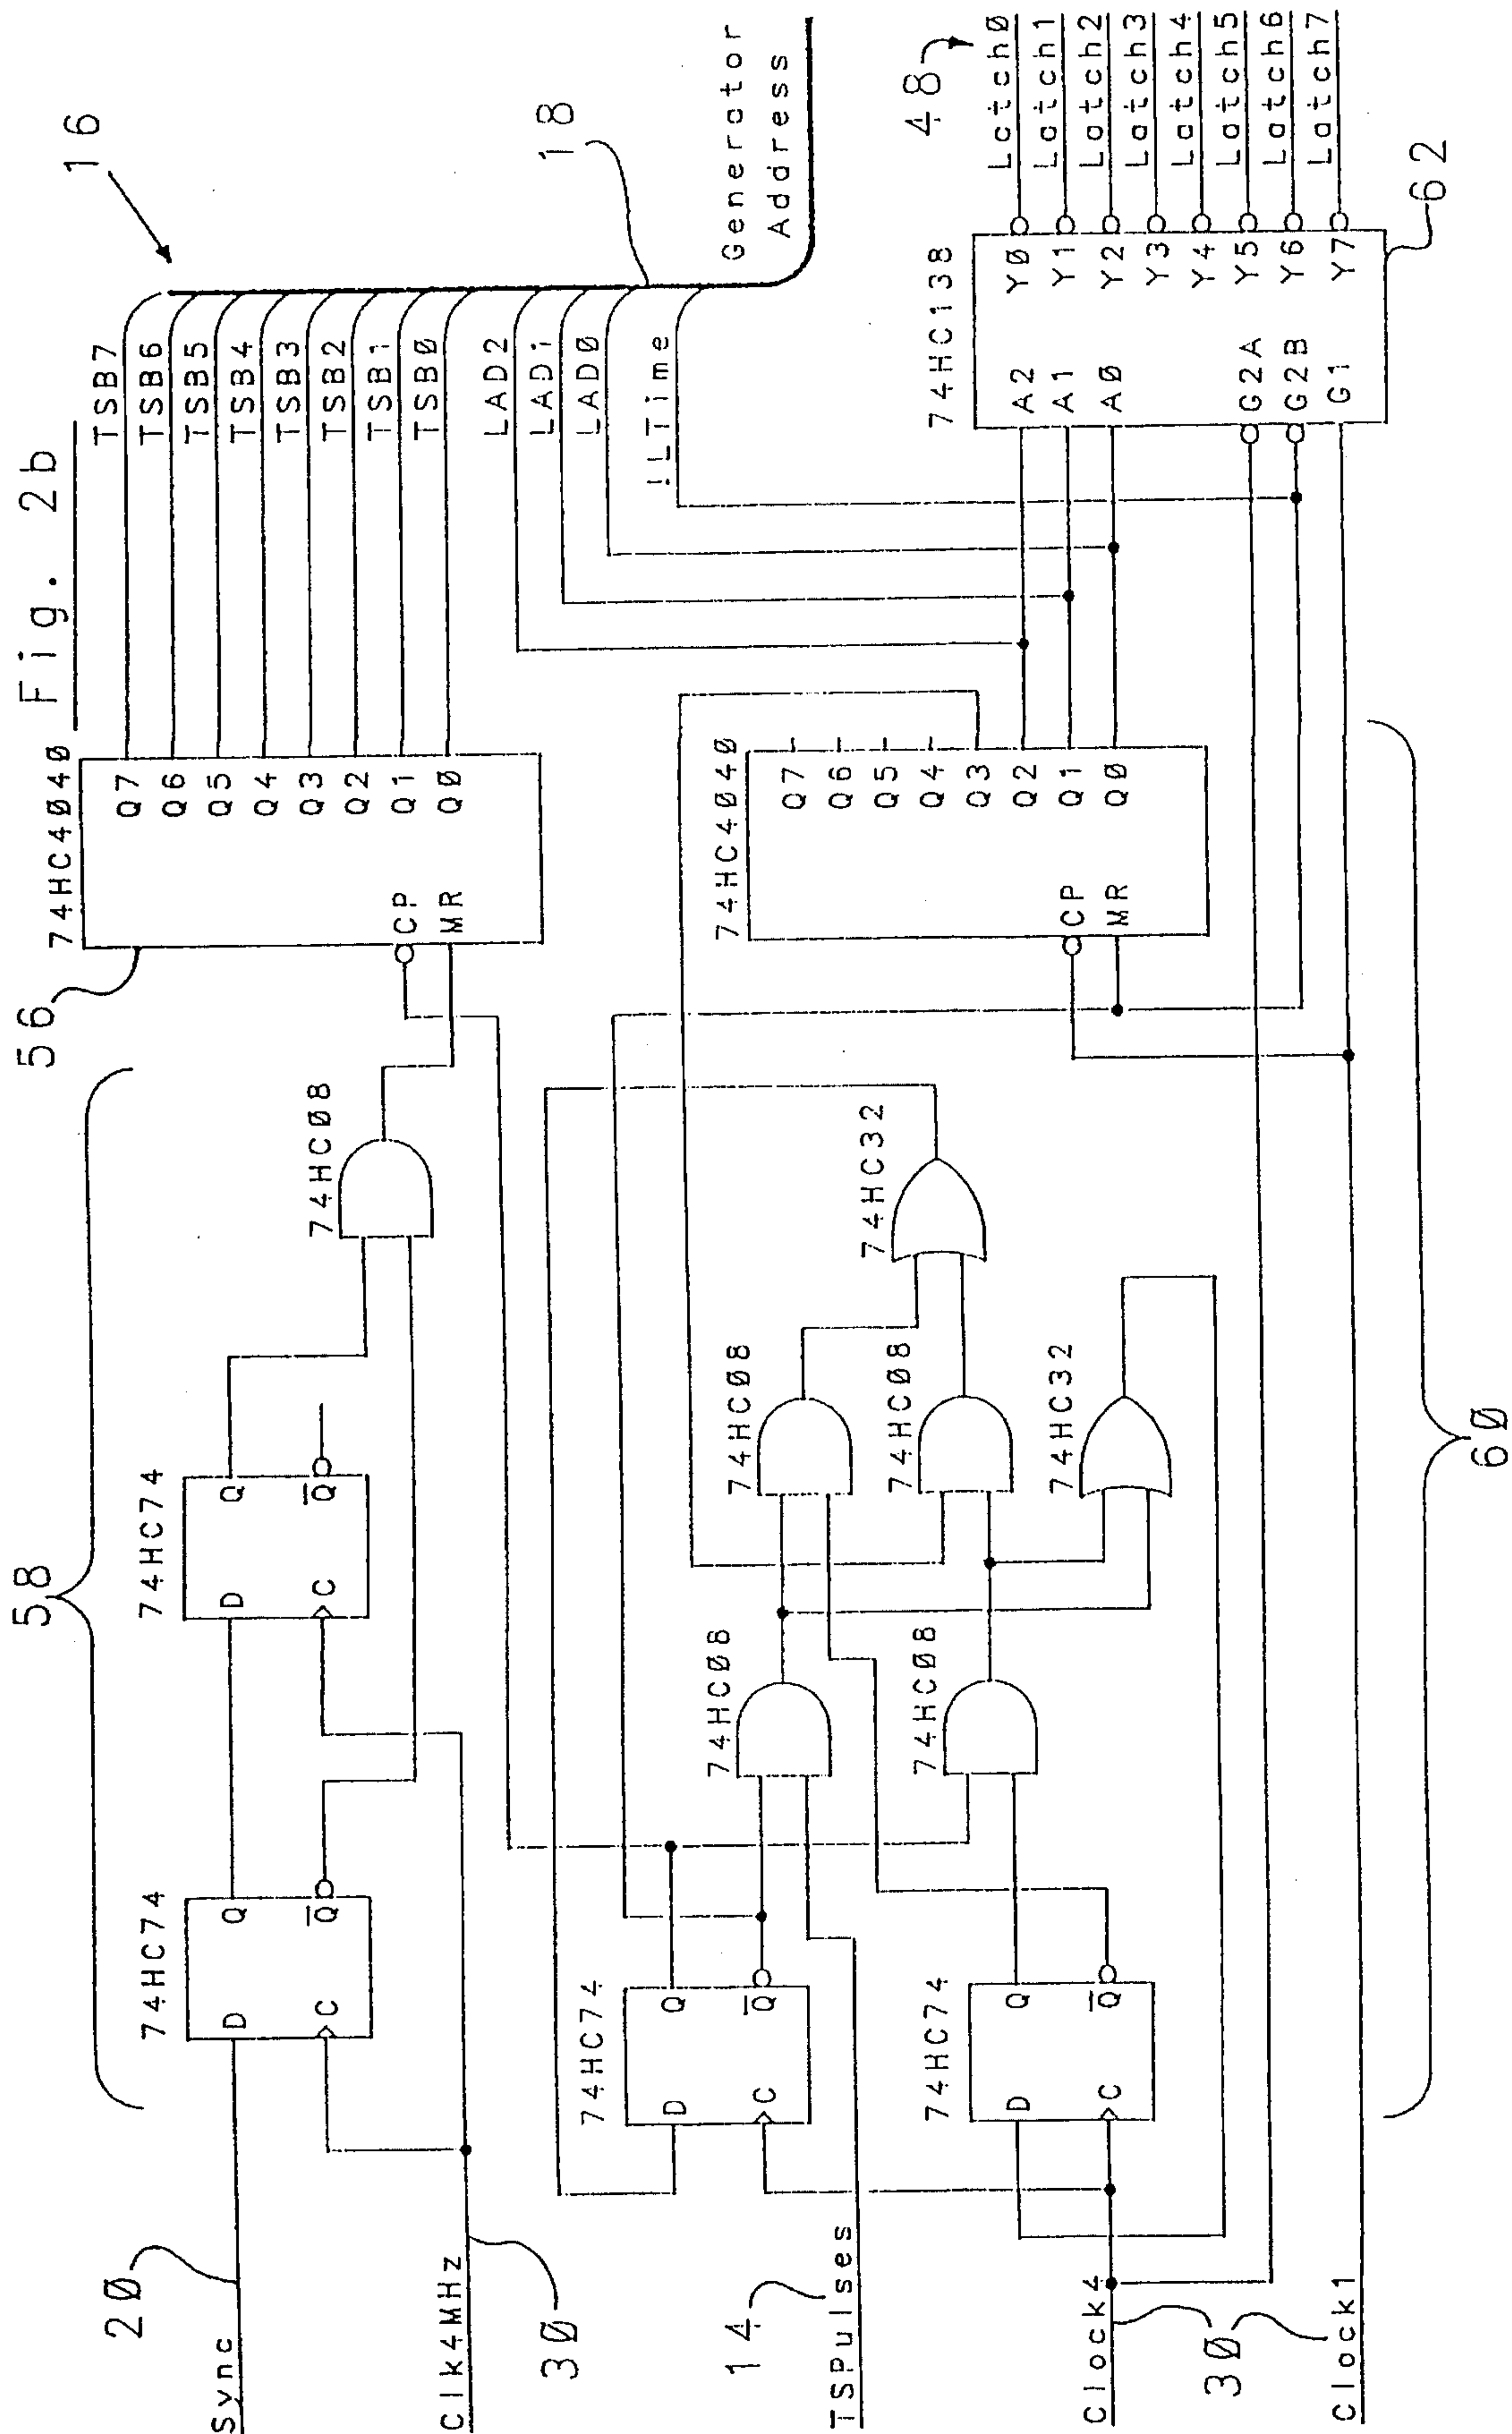 Fig. 2b
16
18
20
Sync
Clk4MHz
30
58
74HC74
D
Q
C
Q
74HC74
D
Q
C
Q
74HC08
56
74HC4040
CP
MR
Q7
Q6
Q5
Q4
Q3
Q2
Q1
Q0
TSB7
TSB6
TSB5
TSB4
TSB3
TSB2
TSB1
TSB0
LAD2
LAD1
LAD0
!LTime
Generator
Address
14
TSPulses
Clock4
30
Clock1
74HC74
D
Q
C
Q
74HC74
D
Q
C
Q
74HC08
74HC08
74HC08
74HC08
74HC32
74HC32
60
74HC4040
CP
MR
Q7
Q6
Q5
Q4
Q3
Q2
Q1
Q0
74HC138
A2
A1
A0
G2A
G2B
G1
Y0
Y1
Y2
Y3
Y4
Y5
Y6
Y7
62
48
Latch0
Latch1
Latch2
Latch3
Latch4
Latch5
Latch6
Latch7